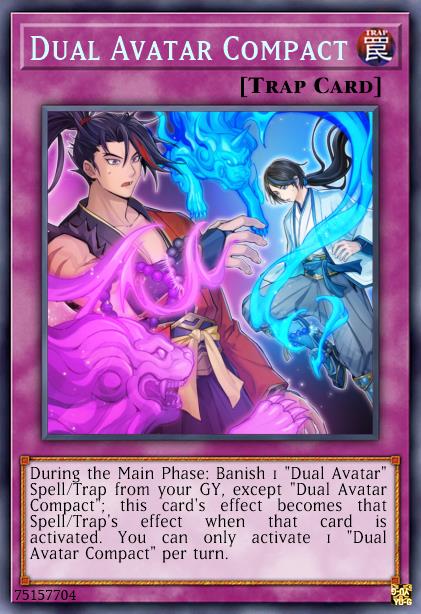 DUAL AVATAR COMPACT
TRAP
罠
[TRAP CARD]
During the Main Phase: Banish 1 "Dual Avatar"
Spell/Trap from your GY, except "Dual Avatar
Compact"; this card's effect becomes that
Spell/Trap's effect when that card is
activated. You can only activate 1 "Dual
Avatar Compact" per turn.
75157704